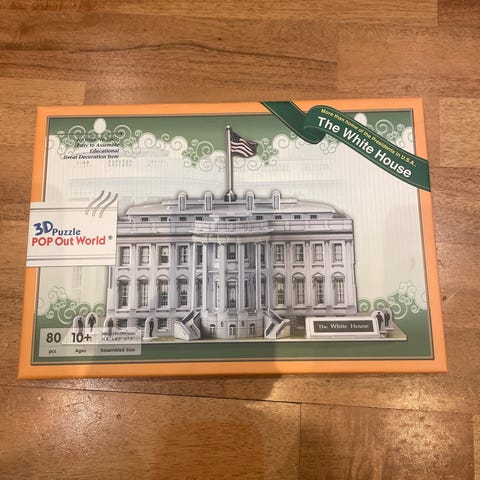 More than home of the Presidents in U.S.A.
The White House
Easy to Assemble
Educational
Great Decoration Item
3D Puzzle
POP Out World ®
The White House
80 10+
pcs Ages Assembled Size